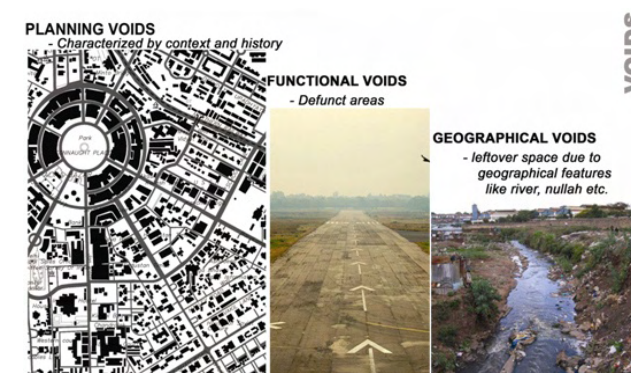 PLANNING VOIDS
- Characterized by context and history
FUNCTIONAL VOIDS
- Defunct areas
GEOGRAPHICAL VOIDS
- leftover space due to
geographical features
like river, nullah etc.
VOIDS
Park